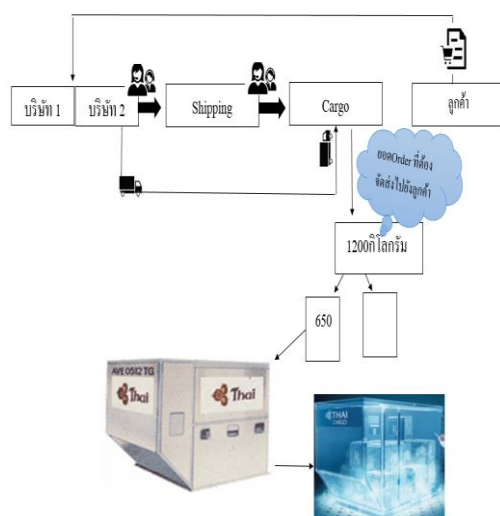 บริษัท 1
บริษัท 2
Shipping
Cargo
ลูกค้า
ยอดOrder ที่ต้อง
จัดส่งไปยังลูกค้า
1200กิโลกรัม
650
AVE 0512 TG
Thai
Thai
THAI
CARGO